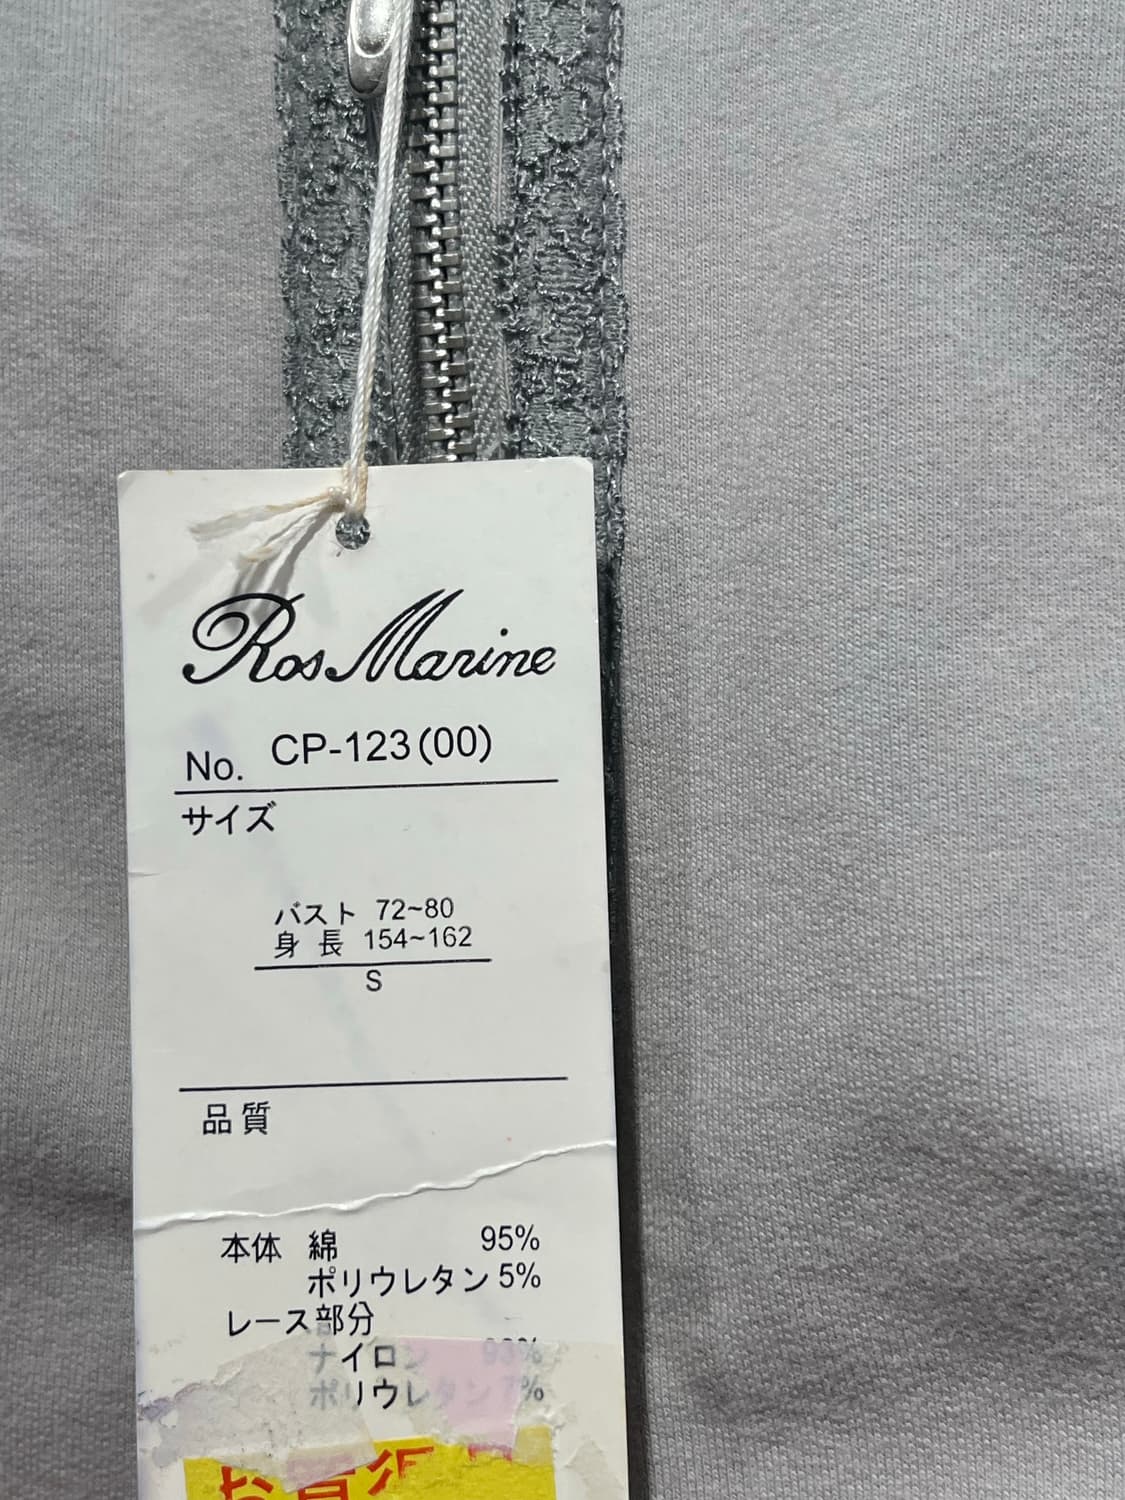 Ros Marine
No. CP-123(00)
サイズ
バスト 72~80
身長 154~162
S
品質
本体 綿 95%
ポリウレタン 5%
レース部分
ナイロン 93%
ポリウレタン 7%